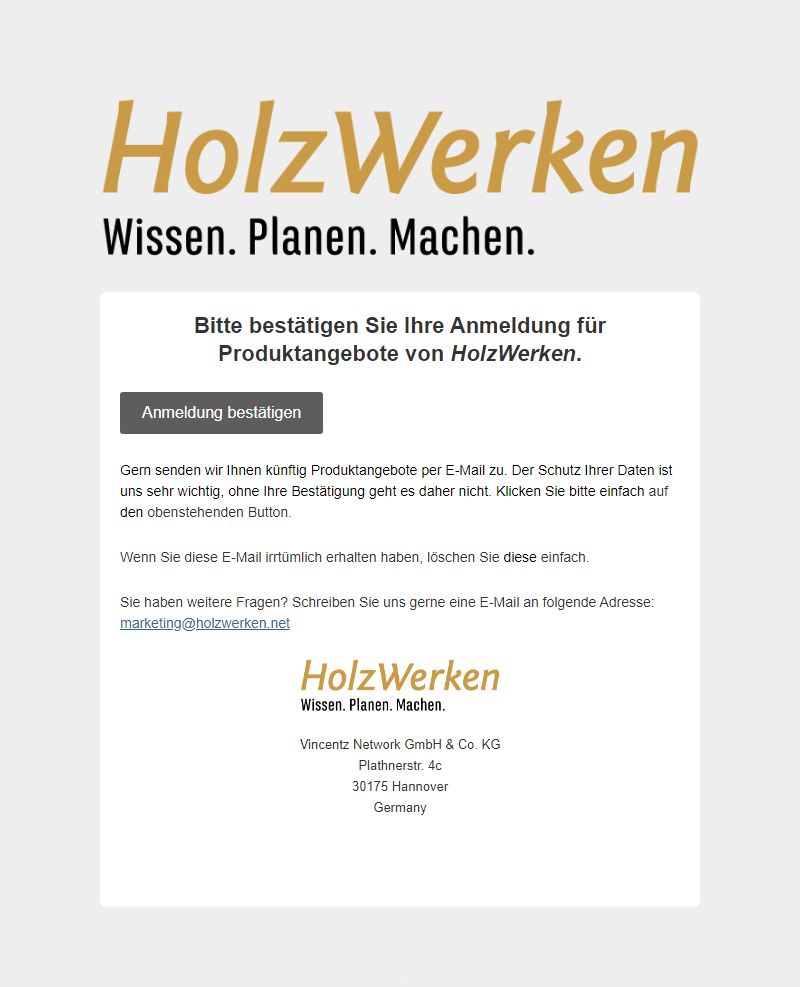 HolzWerken
Wissen. Planen. Machen.
Bitte bestätigen Sie Ihre Anmeldung für
Produktangebote von HolzWerken.
Anmeldung bestätigen
Gern senden wir Ihnen künftig Produktangebote per E-Mail zu. Der Schutz Ihrer Daten ist
uns sehr wichtig, ohne Ihre Bestätigung geht es daher nicht. Klicken Sie bitte einfach auf
den obenstehenden Button.
Wenn Sie diese E-Mail irrtümlich erhalten haben, löschen Sie diese einfach.
Sie haben weitere Fragen? Schreiben Sie uns gerne eine E-Mail an folgende Adresse:
marketing@holzwerken.net
HolzWerken
Wissen. Planen. Machen.
Vincentz Network GmbH & Co. KG
Plathnerstr. 4c
30175 Hannover
Germany